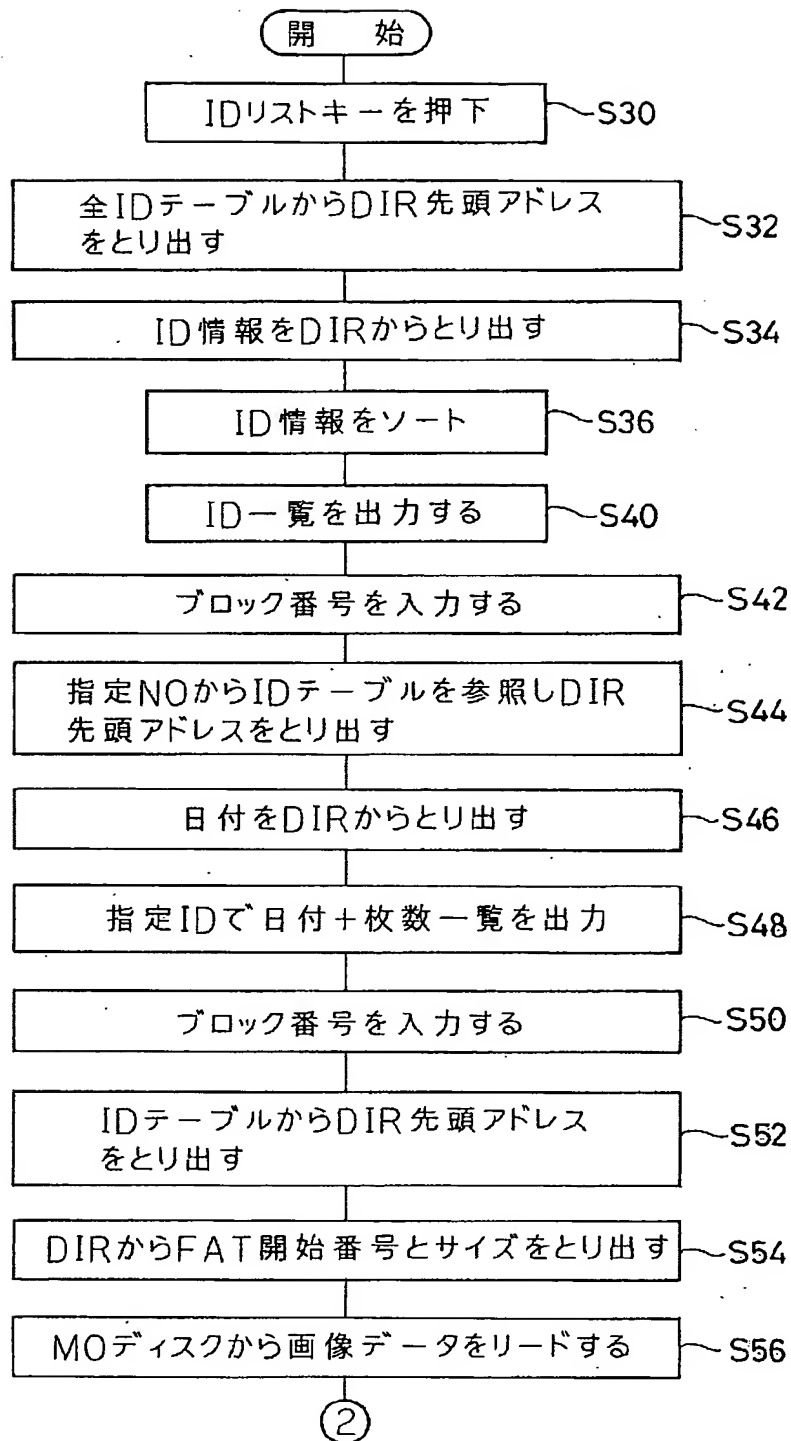 開 始
IDリストキーを押下
S30
全IDテーブルからDIR先頭アドレス
をとり出す
S32
ID情報をDIRからとり出す
S34
ID情報をソート
S36
ID一覧を出力する
S40
ブロック番号を入力する
S42
指定NOからIDテーブルを参照しDIR
先頭アドレスをとり出す
S44
日付をDIRからとり出す
S46
指定IDで日付+枚数一覧を出力
S48
ブロック番号を入力する
S50
IDテーブルからDIR先頭アドレス
をとり出す
S52
DIRからFAT開始番号とサイズをとり出す
S54
MOディスクから画像データをリードする
S56
2